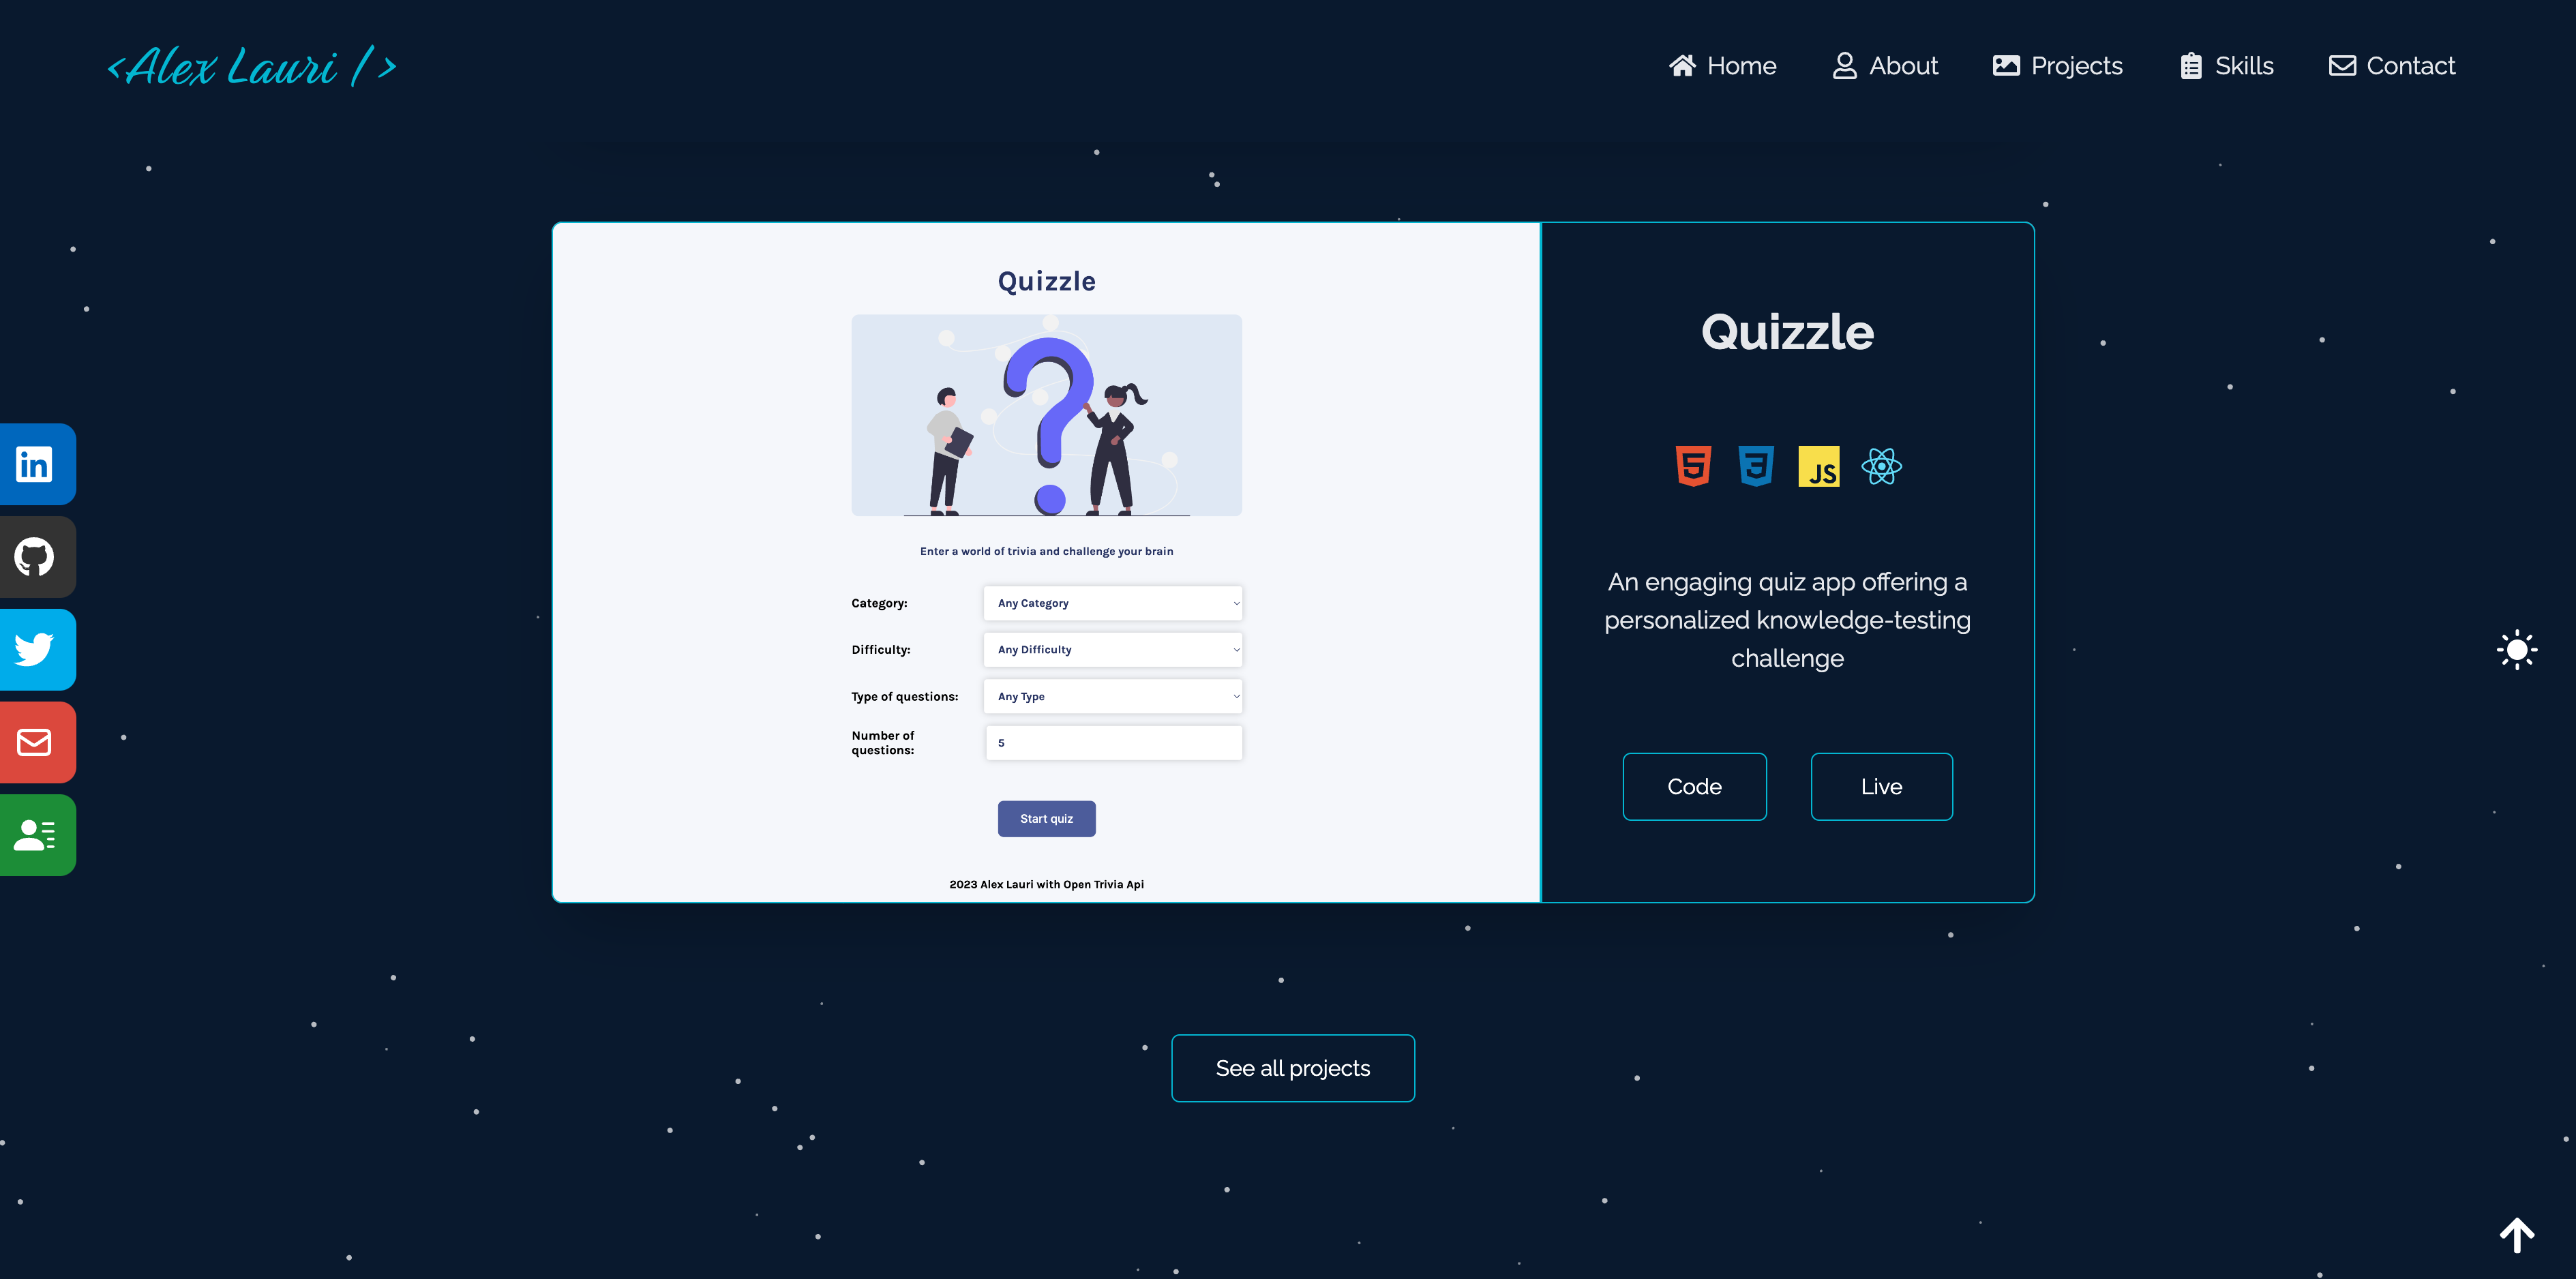 <Alex Lauri />
Home
About
Projects
Skills
Contact
Quizzle
Enter a world of trivia and challenge your brain
Category:
Any Category
Difficulty:
Any Difficulty
Type of questions:
Any Type
Number of
questions:
5
Start quiz
2023 Alex Lauri with Open Trivia Api
Quizzle
JS
An engaging quiz app offering a
personalized knowledge-testing
challenge
Code
Live
in
See all projects